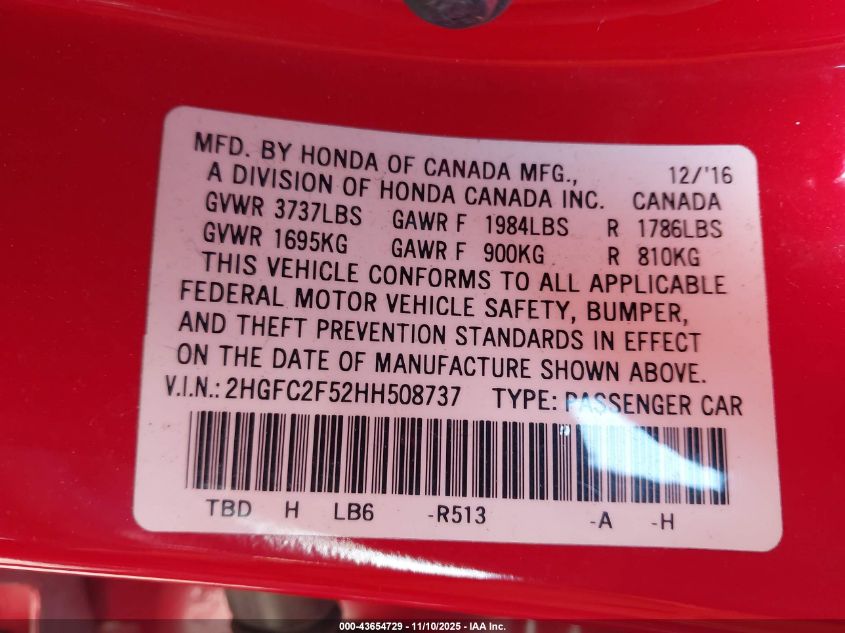 MFD. BY HONDA OF CANADA MFG., 12/'16
A DIVISION OF HONDA CANADA INC. CANADA
GVWR 3737LBS GAWR F 1984LBS R 1786LBS
GVWR 1695KG GAWR F 900KG R 810KG
THIS VEHICLE CONFORMS TO ALL APPLICABLE
FEDERAL MOTOR VEHICLE SAFETY, BUMPER,
AND THEFT PREVENTION STANDARDS IN EFFECT
ON THE DATE OF MANUFACTURE SHOWN ABOVE.
V.I.N.: 2HGFC2F52HH508737 TYPE: PASSENGER CAR
TBD H LB6 -R513 -A -H
000-43654729 - 11/10/2025 - IAA Inc.